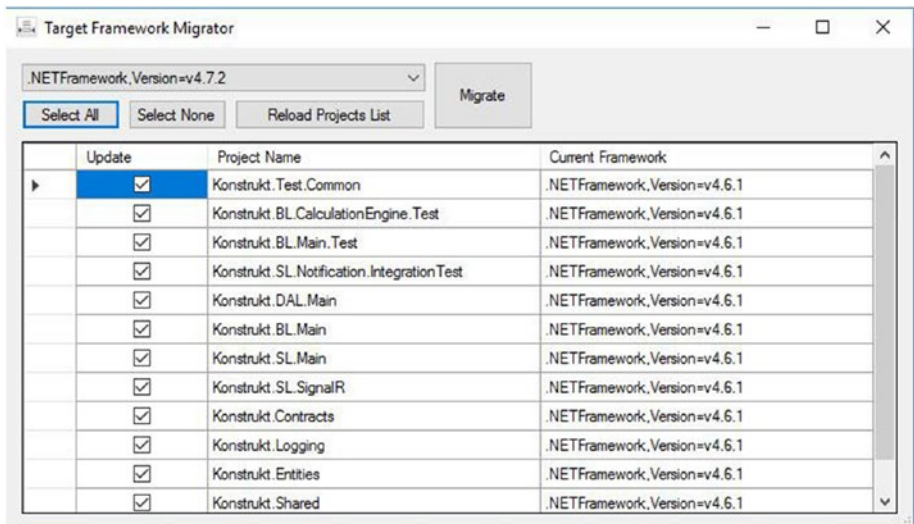 Target Framework Migrator
.NETFramework,Version=v4.7.2
Migrate
Select All Select None Reload Projects List
Update Project Name Current Framework
Konstrukt.Test.Common .NETFramework,Version=v4.6.1
Konstrukt.BL.CalculationEngine.Test .NETFramework,Version=v4.6.1
Konstrukt.BL.Main.Test .NETFramework,Version=v4.6.1
Konstrukt.SL.Notification.IntegrationTest .NETFramework,Version=v4.6.1
Konstrukt.DAL.Main .NETFramework,Version=v4.6.1
Konstrukt.BL.Main .NETFramework,Version=v4.6.1
Konstrukt.SL.Main .NETFramework,Version=v4.6.1
Konstrukt.SL.SignalR .NETFramework,Version=v4.6.1
Konstrukt.Contracts .NETFramework,Version=v4.6.1
Konstrukt.Logging .NETFramework,Version=v4.6.1
Konstrukt.Entities .NETFramework,Version=v4.6.1
Konstrukt.Shared .NETFramework,Version=v4.6.1